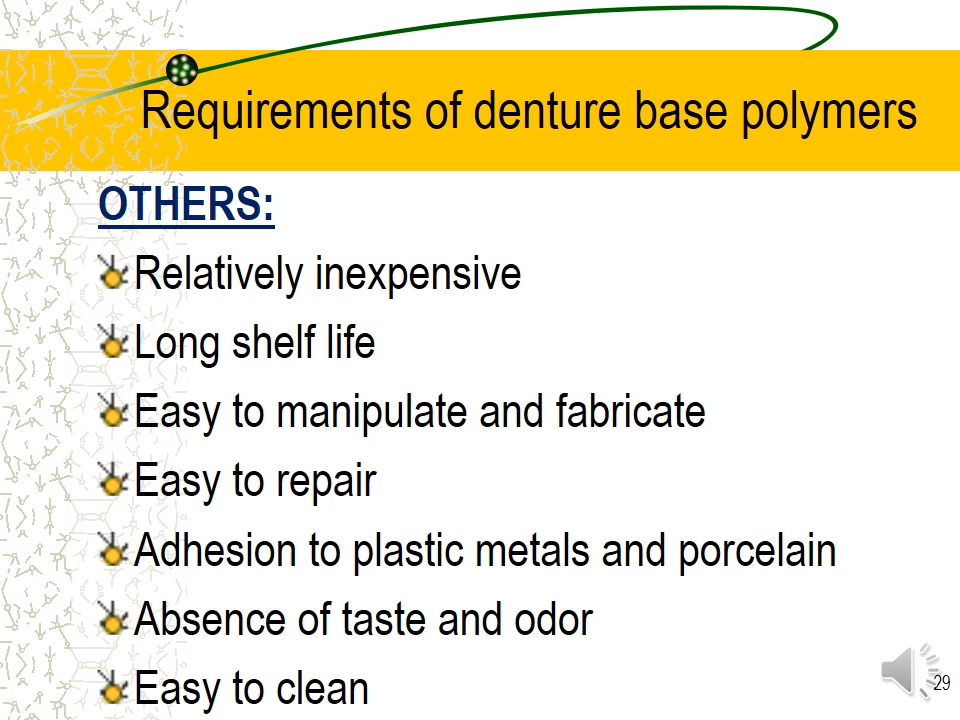 Requirements of denture base polymers
OTHERS:
Relatively inexpensive
Long shelf life
Easy to manipulate and fabricate
Easy to repair
Adhesion to plastic metals and porcelain
Absence of taste and odor
Easy to clean
29